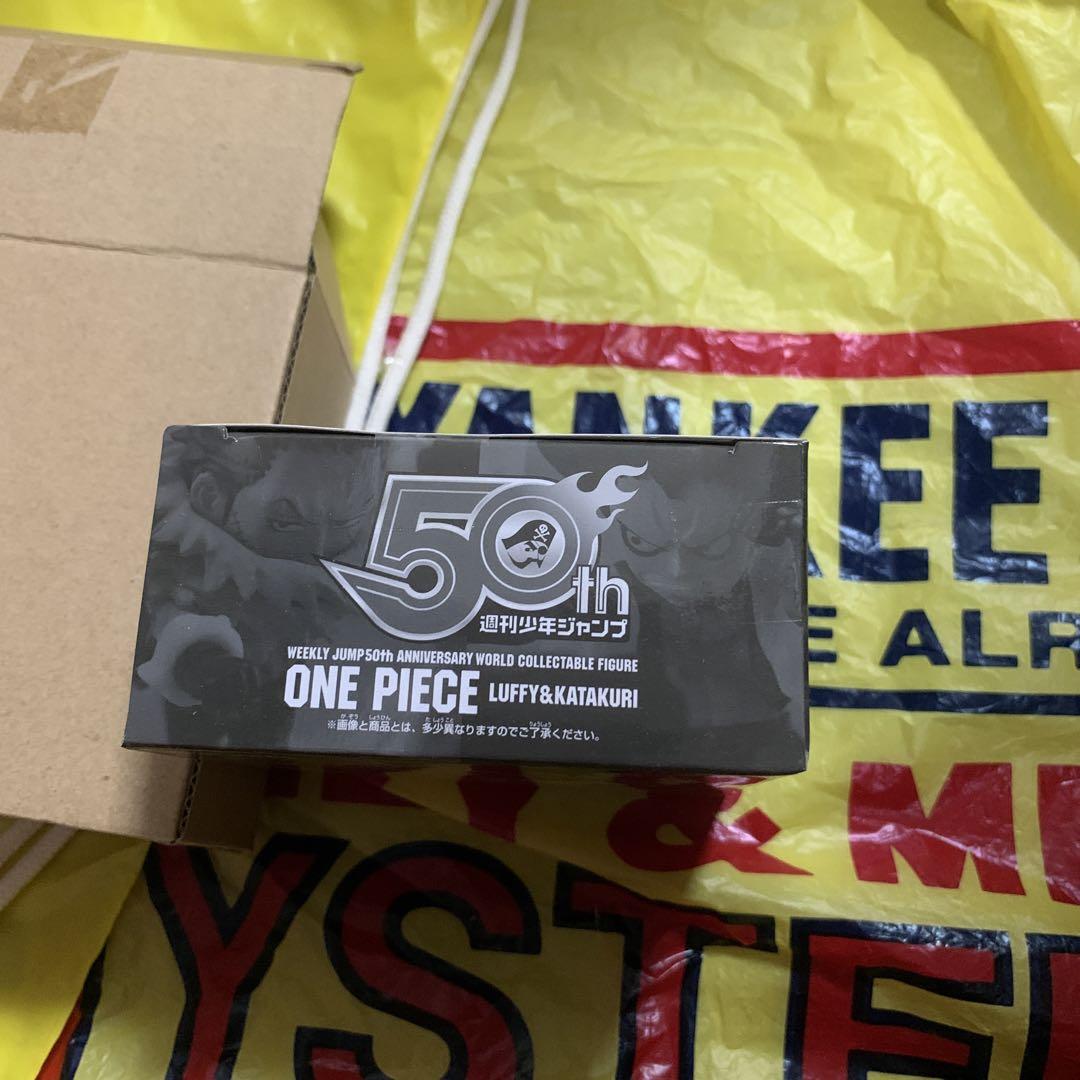 50th
週刊少年ジャンプ
WEEKLY JUMP50th ANNIVERSARY WORLD COLLECTABLE FIGURE
ONE PIECE LUFFY&KATAKURI
※画像と商品とは、多少異なりますのでご了承ください。
YANKEE
E ALR
& M
YSTE